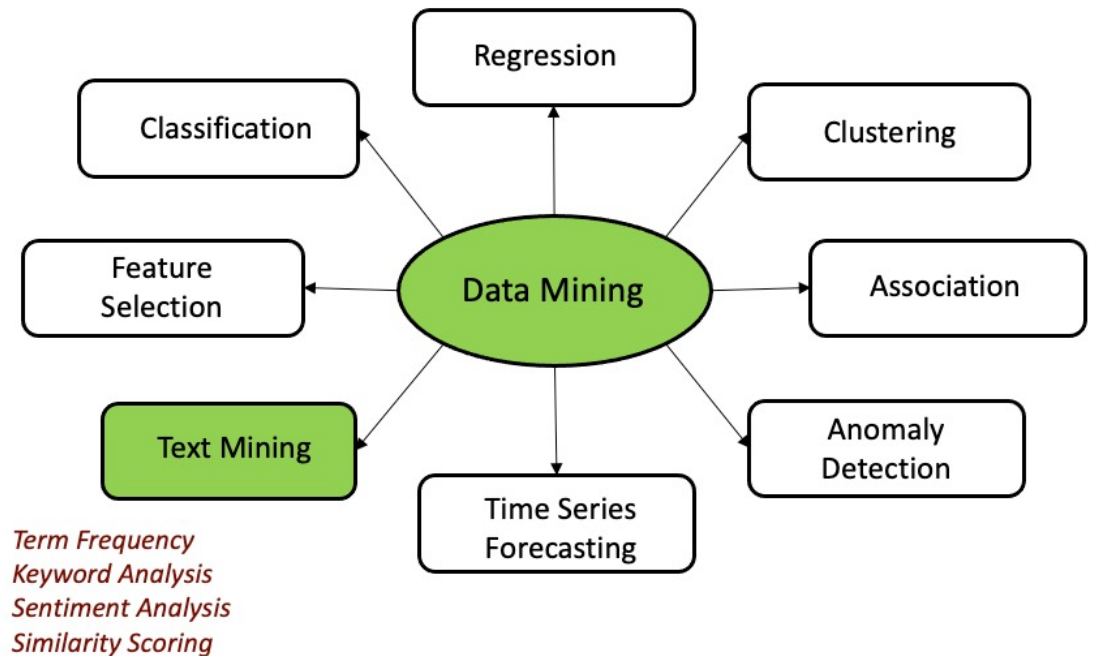 Regression
Classification
Clustering
Feature
Selection
Data Mining
Association
Text Mining
Anomaly
Detection
Time Series
Forecasting
Term Frequency
Keyword Analysis
Sentiment Analysis
Similarity Scoring